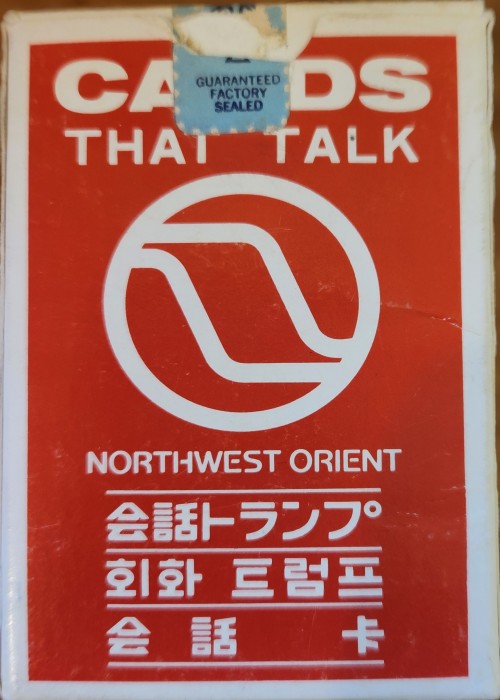 CARDS
THAT TALK
GUARANTEED
FACTORY
SEALED
NORTHWEST ORIENT
会話トランプ
회화 트럼프
会 話 卡